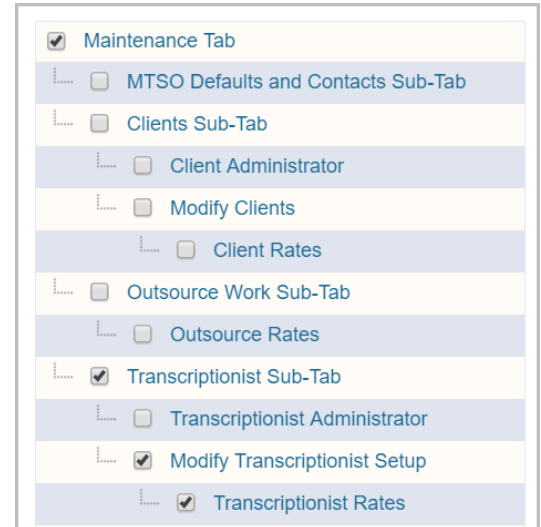 Maintenance Tab
MTSO Defaults and Contacts Sub-Tab
Clients Sub-Tab
Client Administrator
Modify Clients
Client Rates
Outsource Work Sub-Tab
Outsource Rates
Transcriptionist Sub-Tab
Transcriptionist Administrator
Modify Transcriptionist Setup
Transcriptionist Rates